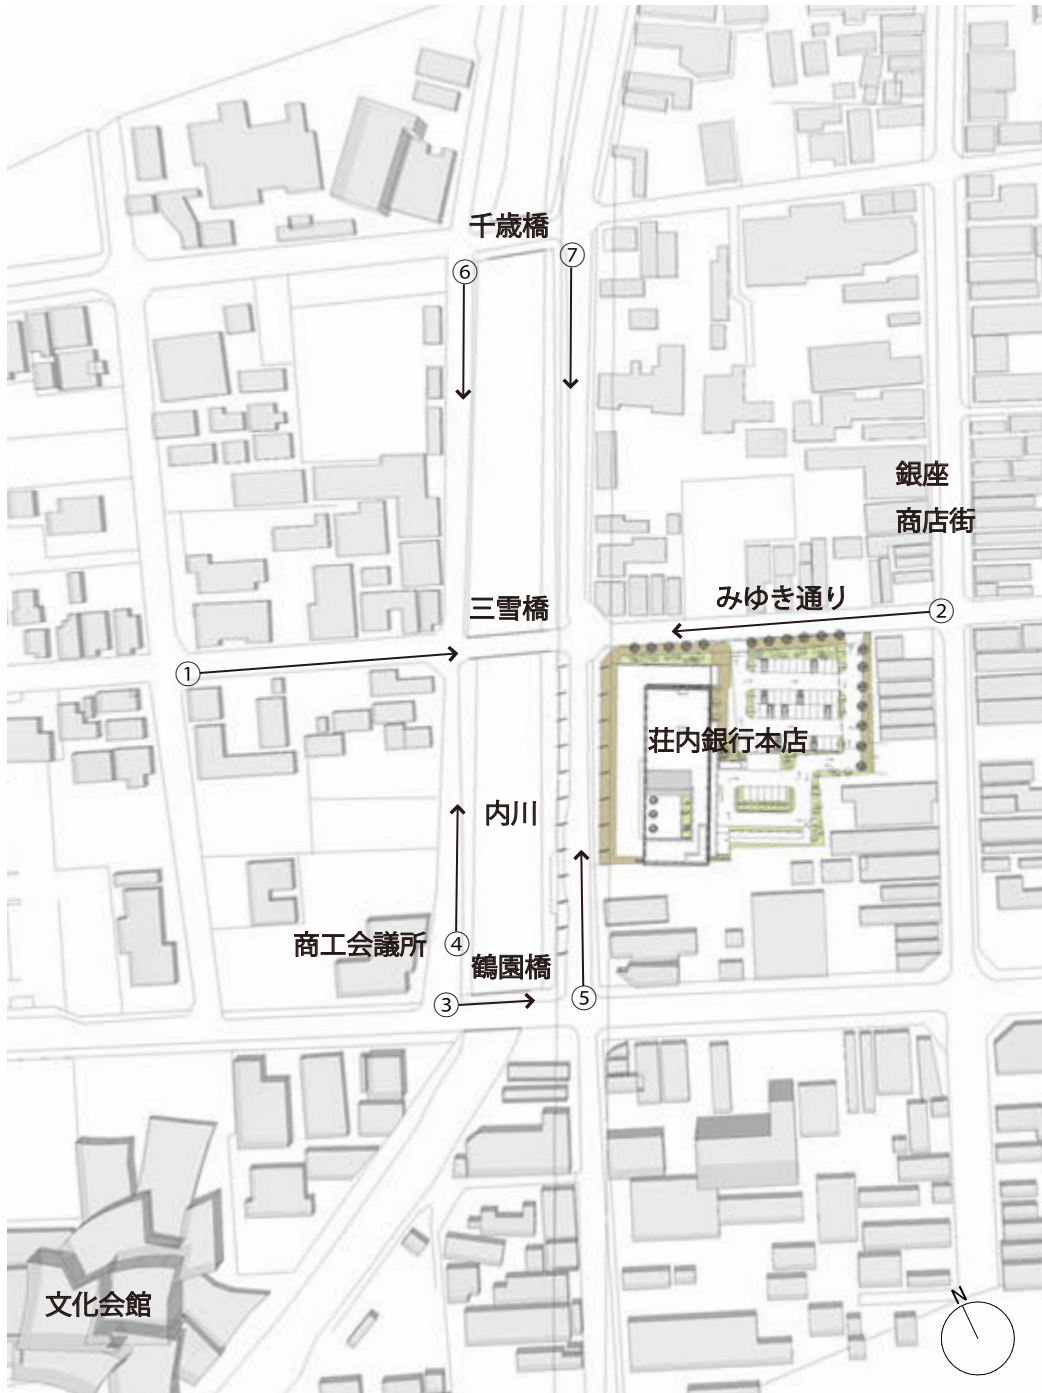 千歳橋
⑥
⑦
銀座
商店街
三雪橋
みゆき通り
②
①
荘内銀行本店
内川
商工会議所
④
鶴園橋
③
⑤
文化会館
N